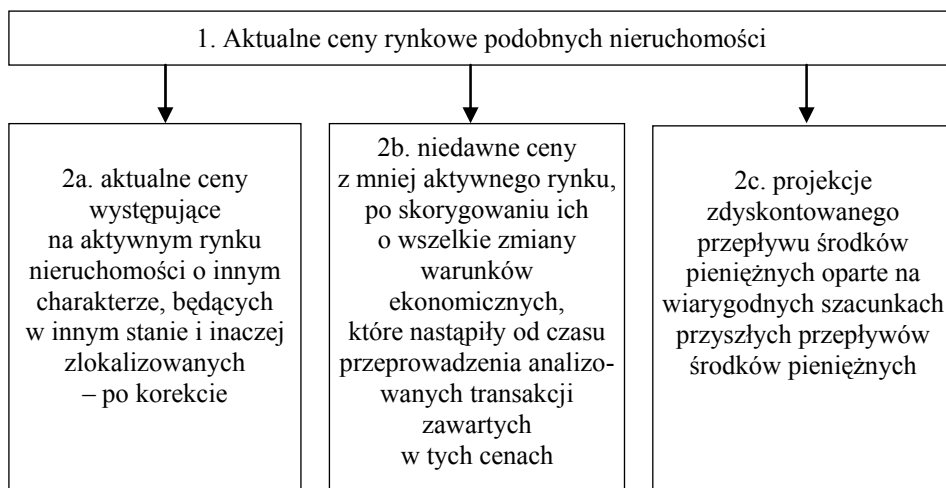 1. Aktualne ceny rynkowe podobnych nieruchomości
2a. aktualne ceny
występujące
na aktywnym rynku
nieruchomości o innym
charakterze, będących
w innym stanie i inaczej
zlokalizowanych
– po korekcie
2b. niedawne ceny
z mniej aktywnego rynku,
po skorygowaniu ich
o wszelkie zmiany
warunków
ekonomicznych,
które nastąpiły od czasu
przeprowadzenia analizo-
wanych transakcji
zawartych
w tych cenach
2c. projekcje
zdyskontowanego
przepływu środków
pieniężnych oparte na
wiarygodnych szacunkach
przyszłych przepływów
środków pieniężnych